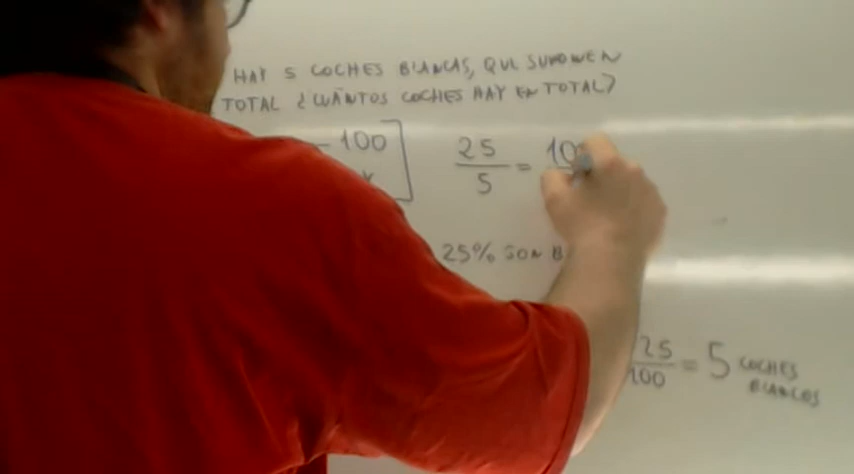 HAY 5 COCHES BLANCAS, QUE SUPONEN
TOTAL ¿CUÁNTOS COCHES HAY EN TOTAL?
— 100
x
25/5 = 10
25% SON B
25/100 = 5 COCHES
BLANCOS